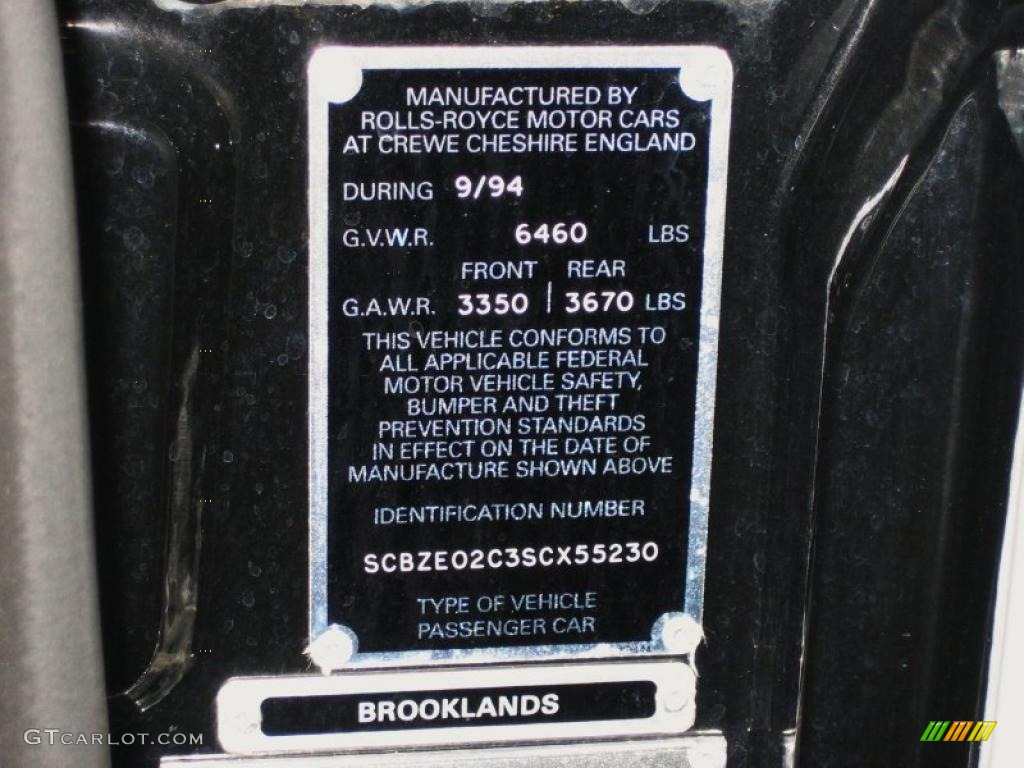 MANUFACTURED BY
ROLLS-ROYCE MOTOR CARS
AT CREWE CHESHIRE ENGLAND
DURING 9/94
G.V.W.R. 6460 LBS
FRONT REAR
G.A.W.R. 3350 | 3670 LBS
THIS VEHICLE CONFORMS TO
ALL APPLICABLE FEDERAL
MOTOR VEHICLE SAFETY,
BUMPER AND THEFT
PREVENTION STANDARDS
IN EFFECT ON THE DATE OF
MANUFACTURE SHOWN ABOVE
IDENTIFICATION NUMBER
SCBZE02C3SCX55230
TYPE OF VEHICLE
PASSENGER CAR
BROOKLANDS
GTCARLOT.COM